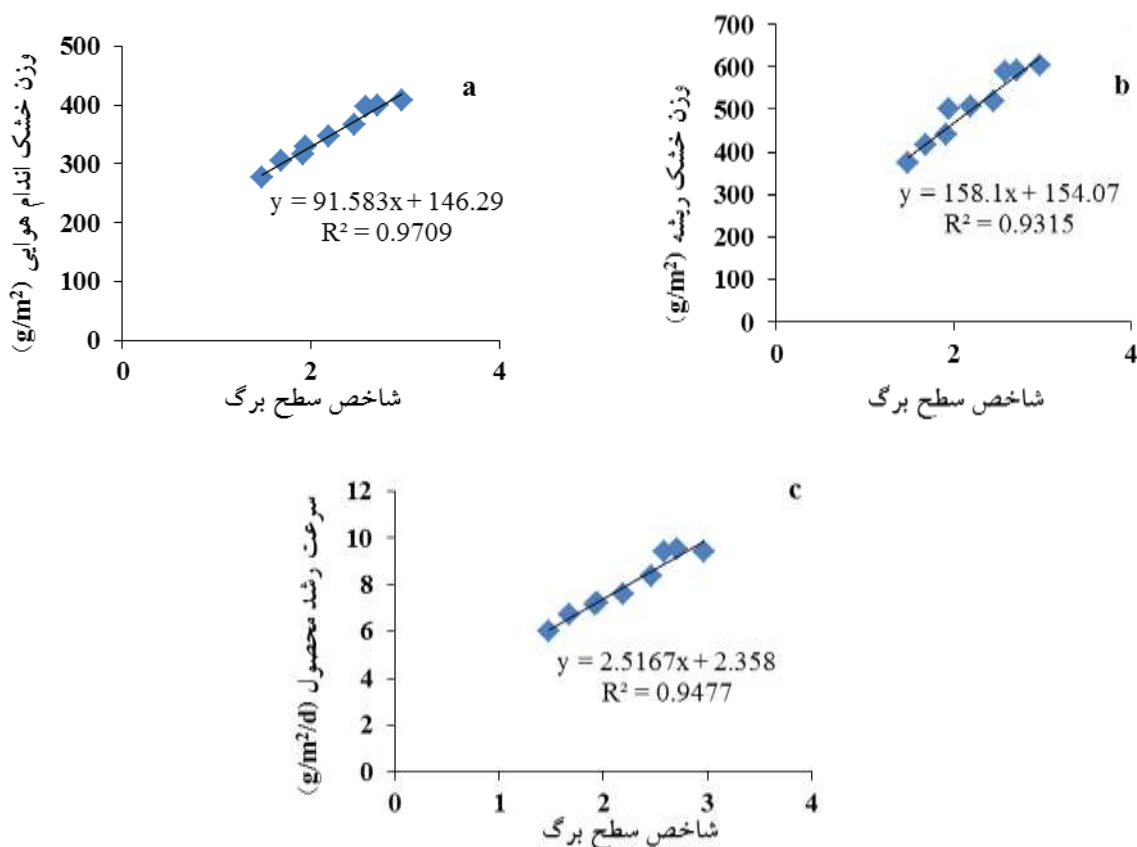 a
وزن خشک اندام هوایی (g/m²)
500
400
300
200
100
0
y = 91.583x + 146.29
R² = 0.9709
0 2 4
شاخص سطح برگ
b
وزن خشک ریشه (g/m²)
700
600
500
400
300
200
100
0
y = 158.1x + 154.07
R² = 0.9315
0 2 4
شاخص سطح برگ
c
سرعت رشد محصول (g/m²/d)
12
10
8
6
4
2
0
y = 2.5167x + 2.358
R² = 0.9477
0 1 2 3 4
شاخص سطح برگ